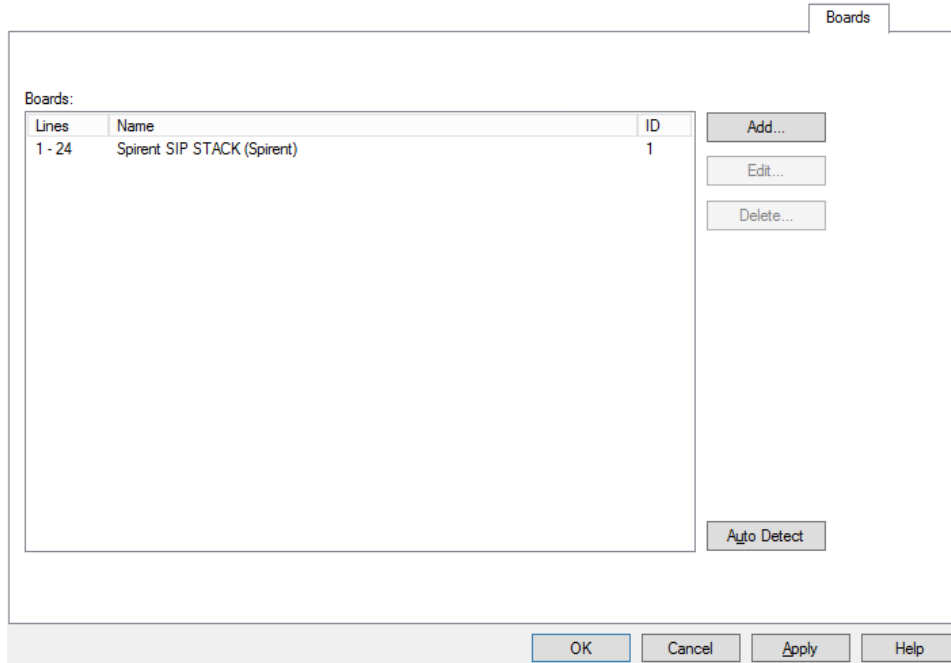 Boards
Boards:
Lines Name ID
1 - 24 Spirent SIP STACK (Spirent) 1
Add...
Edit...
Delete...
Auto Detect
OK Cancel Apply Help